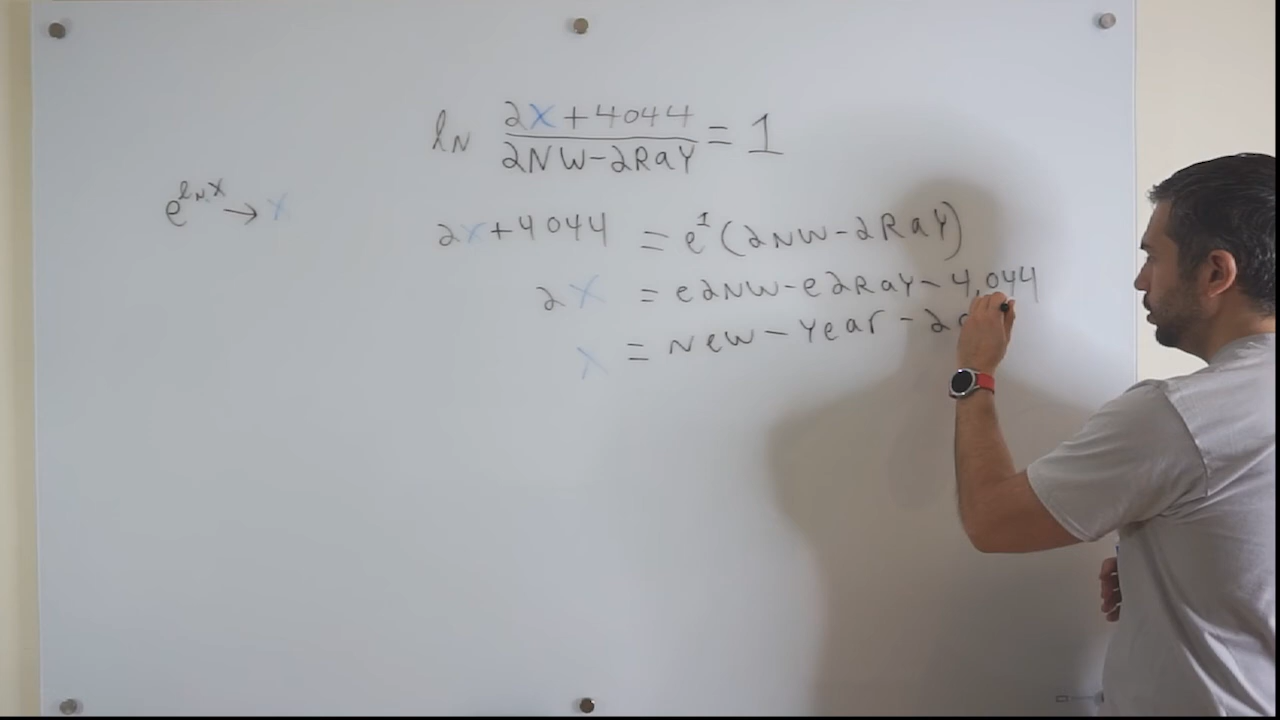 ln 2x+4044 = 1
2NW-2RaY
e^lnx → x
2x+4044 = e^1 (2NW-2RaY)
2x = e2NW-e2RaY-4,044
x = New-Year-2